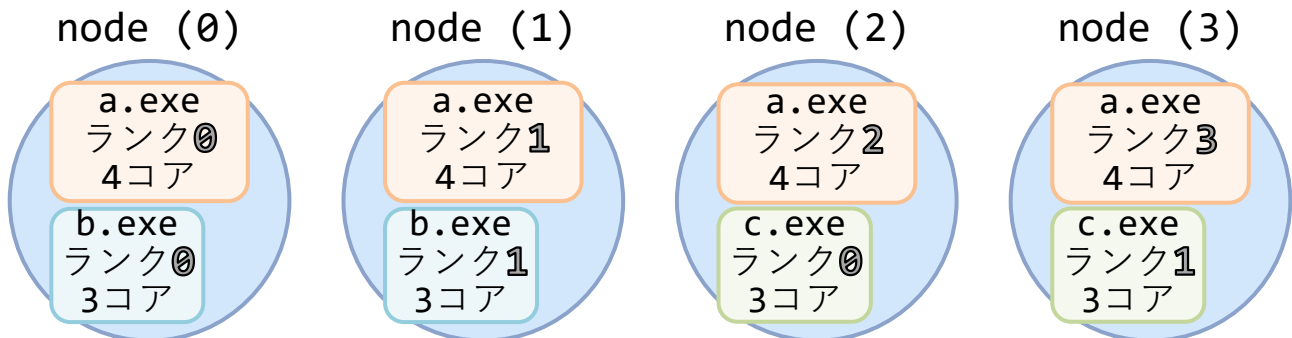 node (0)
node (1)
node (2)
node (3)
a.exe
ランク0
4コア
a.exe
ランク1
4コア
a.exe
ランク2
4コア
a.exe
ランク3
4コア
b.exe
ランク0
3コア
b.exe
ランク1
3コア
c.exe
ランク0
3コア
c.exe
ランク1
3コア